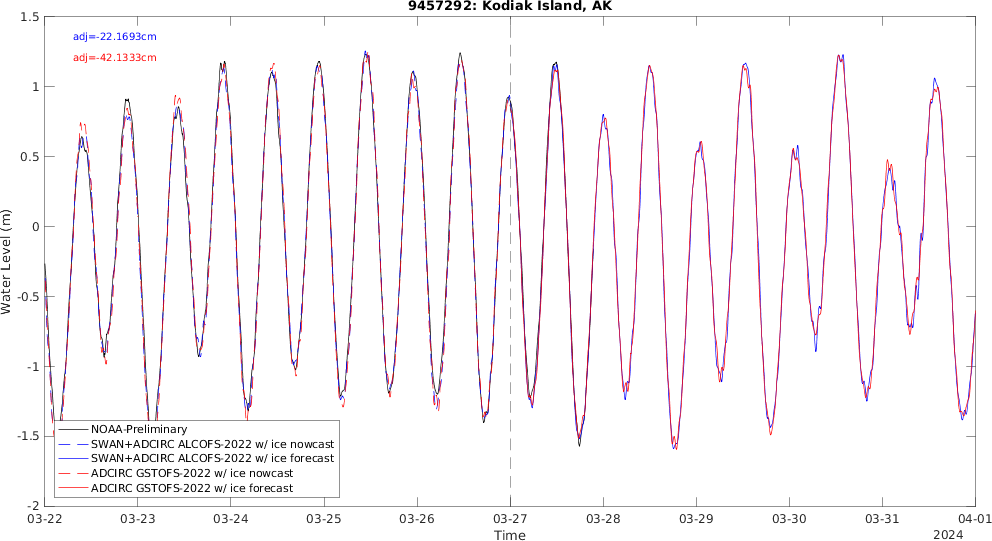 9457292: Kodiak Island, AK
1.5
adj=-22.1693cm
adj=-42.1333cm
1
0.5
0
-0.5
-1
-1.5
-2
Water Level (m)
NOAA-Preliminary
SWAN+ADCIRC ALCOFS-2022 w/ ice nowcast
SWAN+ADCIRC ALCOFS-2022 w/ ice forecast
ADCIRC GSTOFS-2022 w/ ice nowcast
ADCIRC GSTOFS-2022 w/ ice forecast
03-22 03-23 03-24 03-25 03-26 03-27 03-28 03-29 03-30 03-31 04-01
Time
2024